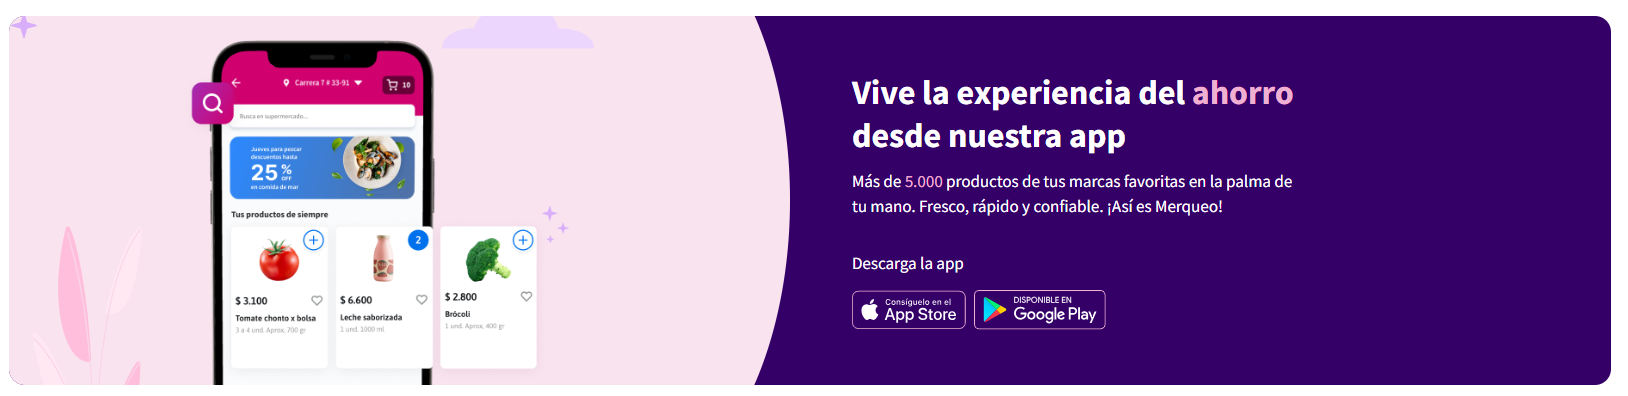 Carrera 7 # 33-91
10
Busca en supermercado...
Jueves para pescar
descuentos hasta
25 % OFF
en comida de mar
Tus productos de siempre
2
$ 3.100
Tomate chonto x bolsa
3 a 4 und. Aprox. 700 gr
$ 6.600
Leche saborizada
1 und. 1000 ml
$ 2.800
Brócoli
1 und. Aprox. 400 gr
Vive la experiencia del ahorro
desde nuestra app
Más de 5.000 productos de tus marcas favoritas en la palma de
tu mano. Fresco, rápido y confiable. ¡Así es Merqueo!
Descarga la app
Consíguelo en el
App Store
DISPONIBLE EN
Google Play